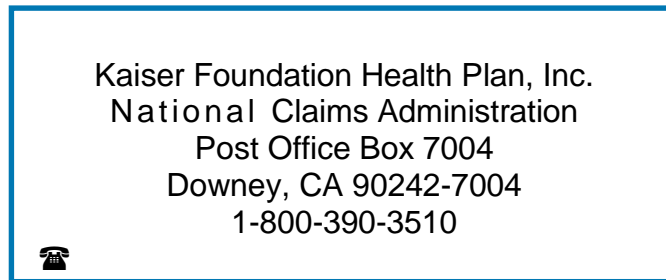 Kaiser Foundation Health Plan, Inc.
National Claims Administration
Post Office Box 7004
Downey, CA 90242-7004
1-800-390-3510